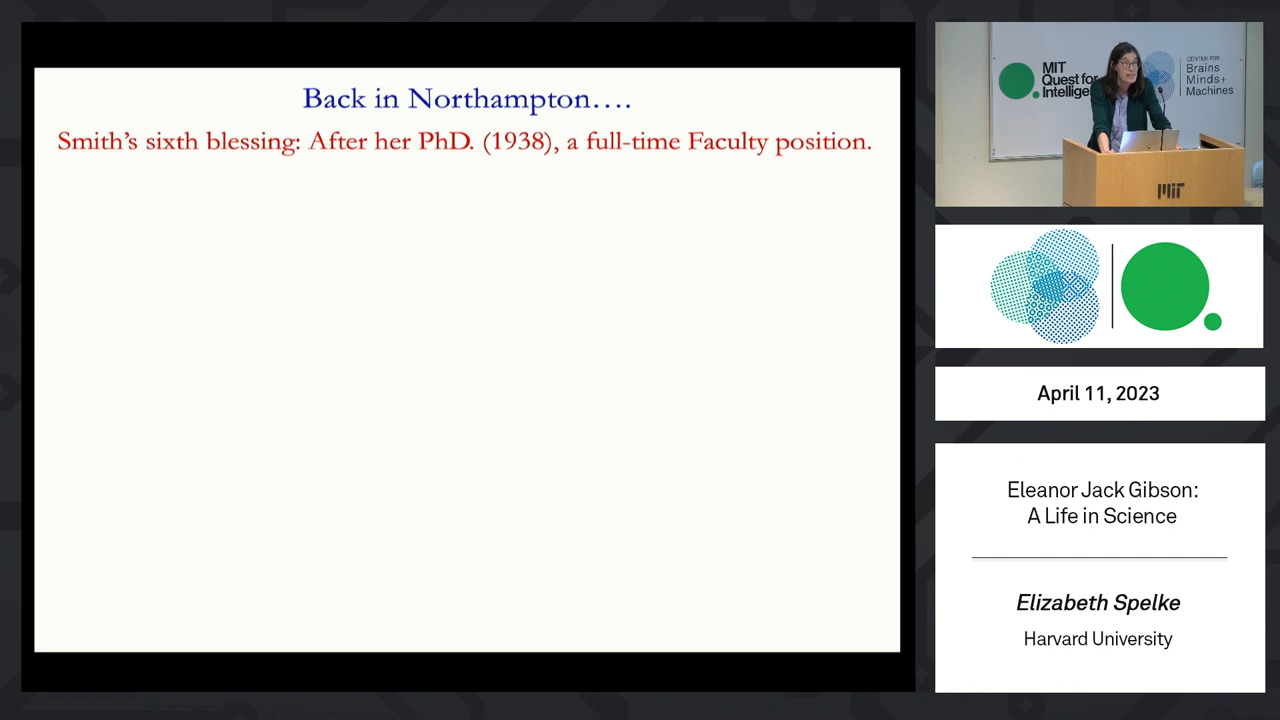 Back in Northampton….
Smith's sixth blessing: After her PhD. (1938), a full-time Faculty position.
MIT
Quest for
Intelligence
CENTER FOR
Brains
Minds+
Machines
MIT
April 11, 2023
Eleanor Jack Gibson:
A Life in Science
Elizabeth Spelke
Harvard University